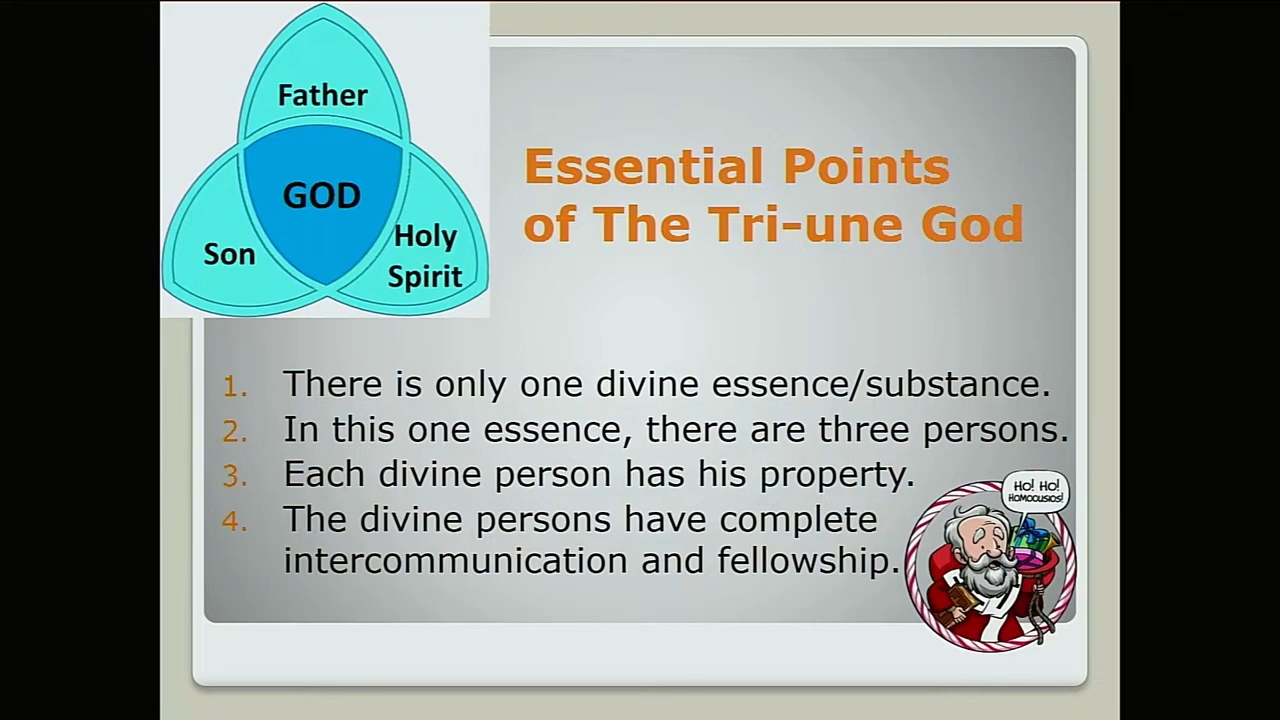 Father
GOD
Son
Holy
Spirit
Essential Points
of The Tri-une God
1. There is only one divine essence/substance.
2. In this one essence, there are three persons.
3. Each divine person has his property.
4. The divine persons have complete
intercommunication and fellowship.
HO! HO!
HOMOOUSIOS!